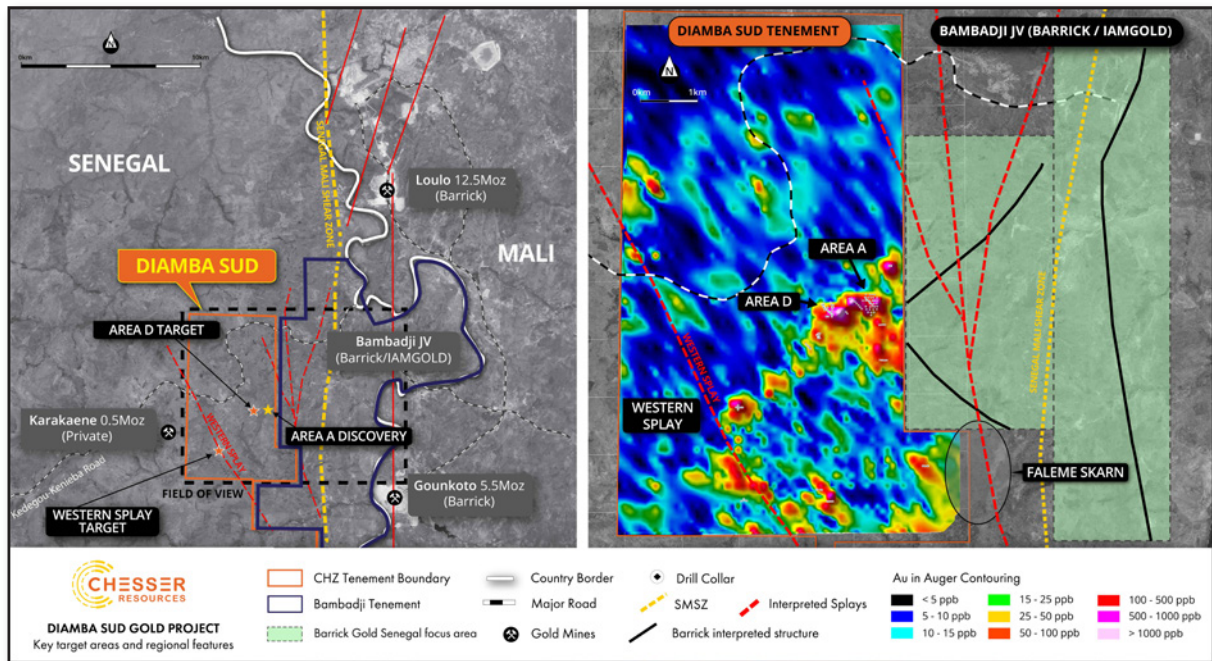 0km
10km
SENEGAL
SENEGAL MALI SHEAR ZONE
Loulo 12.5Moz
(Barrick)
MALI
DIAMBA SUD
AREA D TARGET
Bambadji JV
(Barrick/IAMGOLD)
Karakaene 0.5Moz
(Private)
AREA A DISCOVERY
WESTERN SPLAY
Kedegou-Kenieba Road
FIELD OF VIEW
Gounkoto 5.5Moz
(Barrick)
WESTERN SPLAY
TARGET
DIAMBA SUD TENEMENT
BAMBADJI JV (BARRICK / IAMGOLD)
N
0km
1km
AREA A
AREA D
SENEGAL MALI SHEAR ZONE
WESTERN SPLAY
WESTERN
SPLAY
FALEME SKARN
CHESSER
RESOURCES
DIAMBA SUD GOLD PROJECT
Key target areas and regional features
CHZ Tenement Boundary
Bambadji Tenement
Barrick Gold Senegal focus area
Country Border
Major Road
Gold Mines
Drill Collar
SMSZ
Interpreted Splays
Barrick interpreted structure
Au in Auger Contouring
< 5 ppb
5 - 10 ppb
10 - 15 ppb
15 - 25 ppb
25 - 50 ppb
50 - 100 ppb
100 - 500 ppb
500 - 1000 ppb
> 1000 ppb